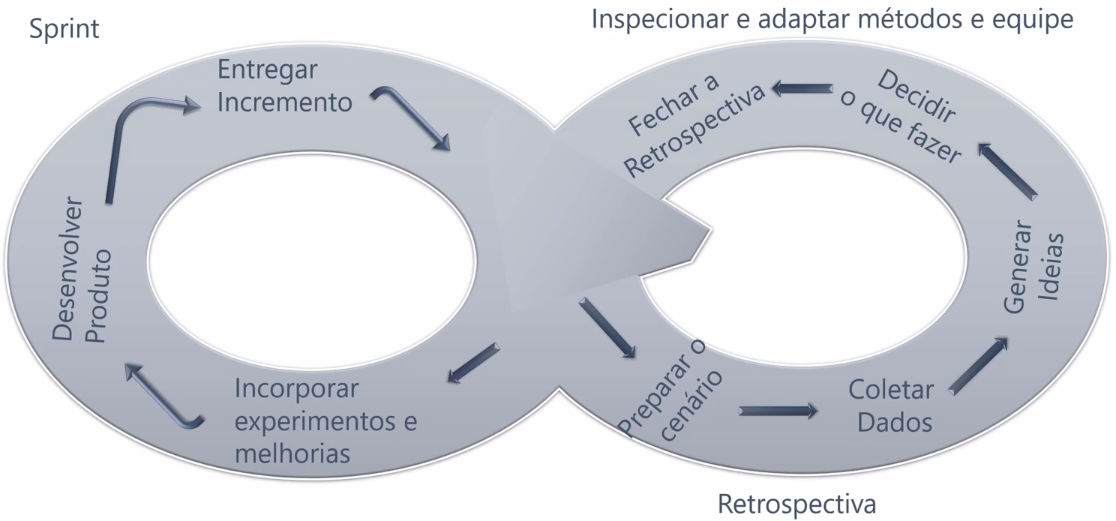 Sprint
Inspecionar e adaptar métodos e equipe
Entregar
Incremento
Desenvolver
Produto
Incorporar
experimentos e
melhorias
Fechar a
Retrospectiva
Decidir
o que fazer
Generar
Ideias
Coletar
Dados
Preparar o
cenário
Retrospectiva